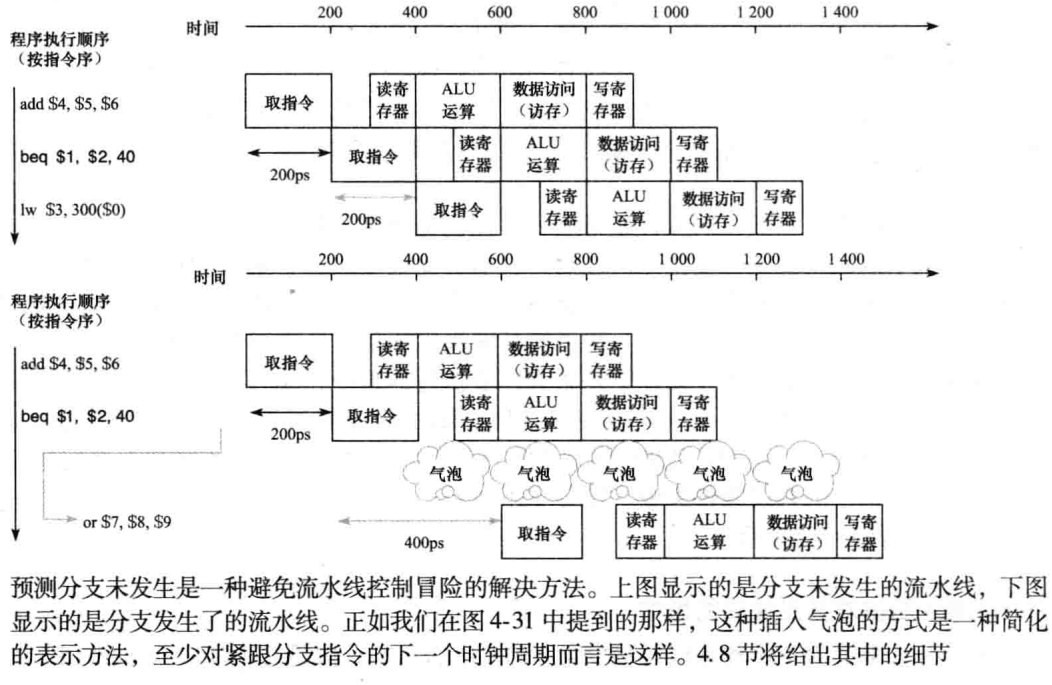 时间 200 400 600 800 1 000 1 200 1 400
程序执行顺序
（按指令序）
add $4, $5, $6 取指令 读寄存器 ALU运算 数据访问（访存） 写寄存器
beq $1, $2, 40 200ps 取指令 读寄存器 ALU运算 数据访问（访存） 写寄存器
lw $3, 300($0) 200ps 取指令 读寄存器 ALU运算 数据访问（访存） 写寄存器
时间 200 400 600 800 1 000 1 200 1 400
程序执行顺序
（按指令序）
add $4, $5, $6 取指令 读寄存器 ALU运算 数据访问（访存） 写寄存器
beq $1, $2, 40 200ps 取指令 读寄存器 ALU运算 数据访问（访存） 写寄存器
气泡 气泡 气泡 气泡 气泡
or $7, $8, $9 400ps 取指令 读寄存器 ALU运算 数据访问（访存） 写寄存器
预测分支未发生是一种避免流水线控制冒险的解决方法。上图显示的是分支未发生的流水线，下图
显示的是分支发生了的流水线。正如我们在图 4-31 中提到的那样，这种插入气泡的方式是一种简化
的表示方法，至少对紧跟分支指令的下一个时钟周期而言是这样。4.8 节将给出其中的细节